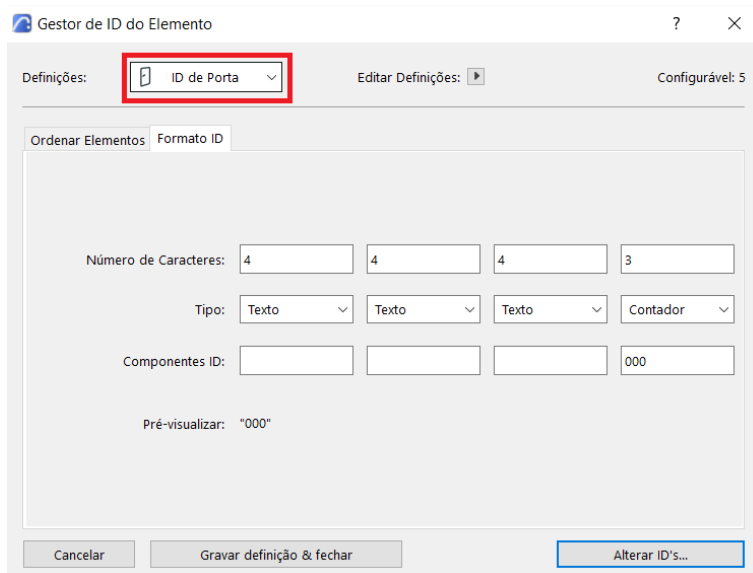 Gestor de ID do Elemento ?
Definições: ID de Porta Editar Definições: Configurável: 5
Ordenar Elementos Formato ID
Número de Caracteres: 4 4 4 3
Tipo: Texto Texto Texto Contador
Componentes ID: 000
Pré-visualizar: "000"
Cancelar Gravar definição & fechar Alterar ID's...